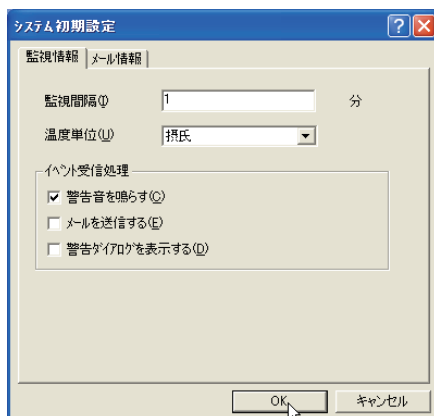 システム初期設定
監視情報 メール情報
監視間隔(I) 1 分
温度単位(U) 摂氏
イベント受信処理
警告音を鳴らす(C)
メールを送信する(E)
警告ダイアログを表示する(D)
OK キャンセル